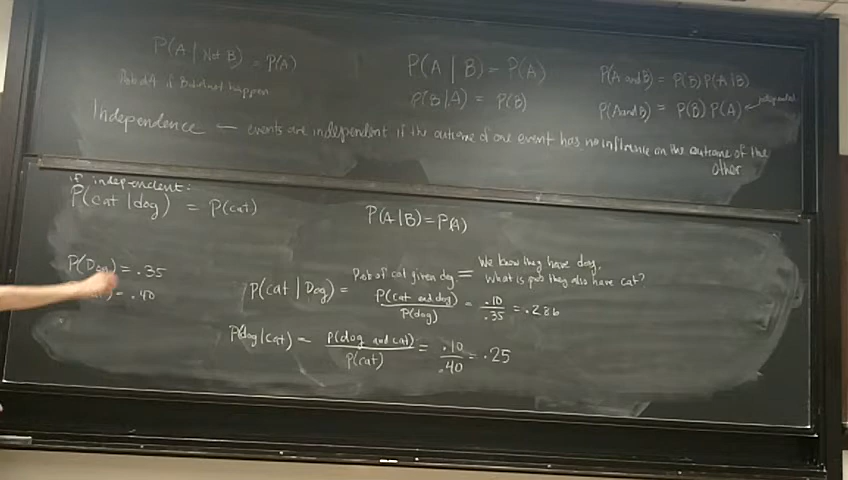 P(A | Not B) = P(A)
Prob of A if B doesnt happen
P(A | B) = P(A)
P(B | A) = P(B)
P(A and B) = P(B) P(A | B)
P(A and B) = P(B) P(A) independent
Independence — events are independent if the outcome of one event has no influence on the outcome of the
other
if independent:
P(cat | dog) = P(cat)
P(A | B) = P(A)
P(Dog) = .35
= .40
P(cat | Dog) = Prob of cat given dog = We know they have dog.
What is prob they also have cat?
P(cat and dog) / P(dog) = .10 / .35 = .286
P(dog | cat) = P(dog and cat) / P(cat) = .10 / .40 = .25